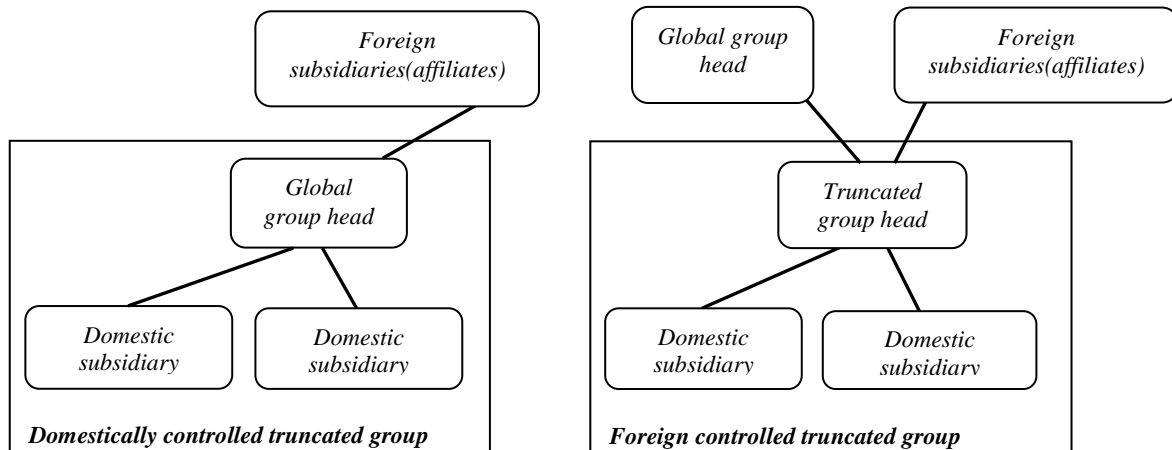 Foreign
subsidiaries(affiliates)
Global
group head
Domestic
subsidiary
Domestic
subsidiary
Domestically controlled truncated group
Global group
head
Foreign
subsidiaries(affiliates)
Truncated
group head
Domestic
subsidiary
Domestic
subsidiary
Foreign controlled truncated group